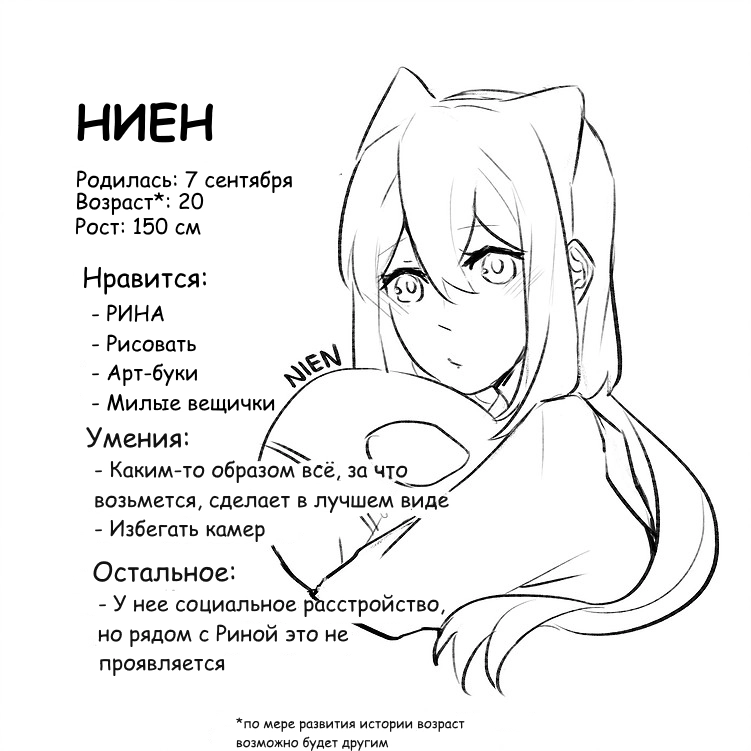 НИЕН
Родилась: 7 сентября
Возраст*: 20
Рост: 150 см
Нравится:
- РИНА
- Рисовать
- Арт-буки
- Милые вещички
NIEN
Умения:
- Каким-то образом всё, за что
возьмется, сделает в лучшем виде
- Избегать камер
Остальное:
- У нее социальное расстройство,
но рядом с Риной это не
проявляется
*по мере развития истории возраст
возможно будет другим